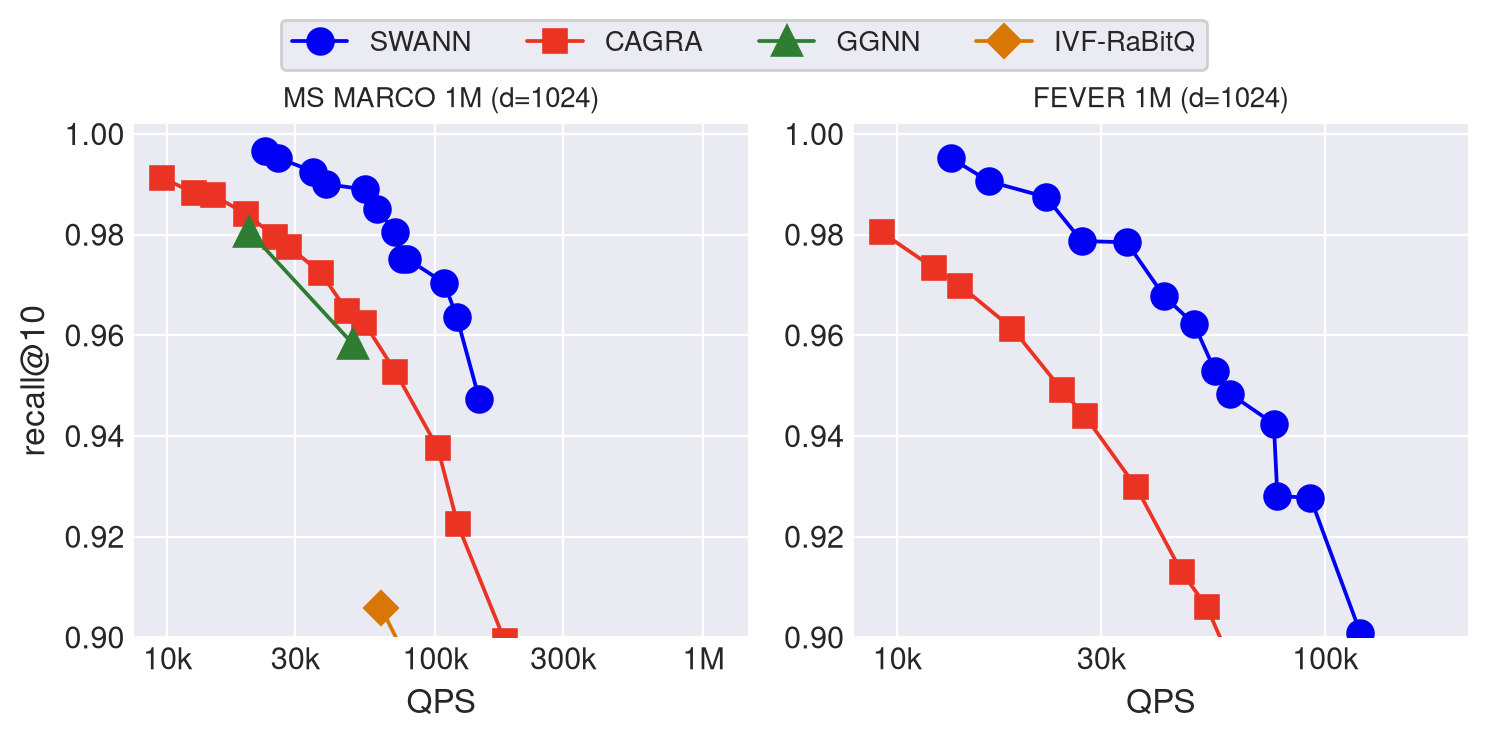 SWANN CAGRA GGNN IVF-RaBitQ
MS MARCO 1M (d=1024)
FEVER 1M (d=1024)
recall@10
1.00
0.98
0.96
0.94
0.92
0.90
10k 30k 100k 300k 1M
QPS
1.00
0.98
0.96
0.94
0.92
0.90
10k 30k 100k
QPS